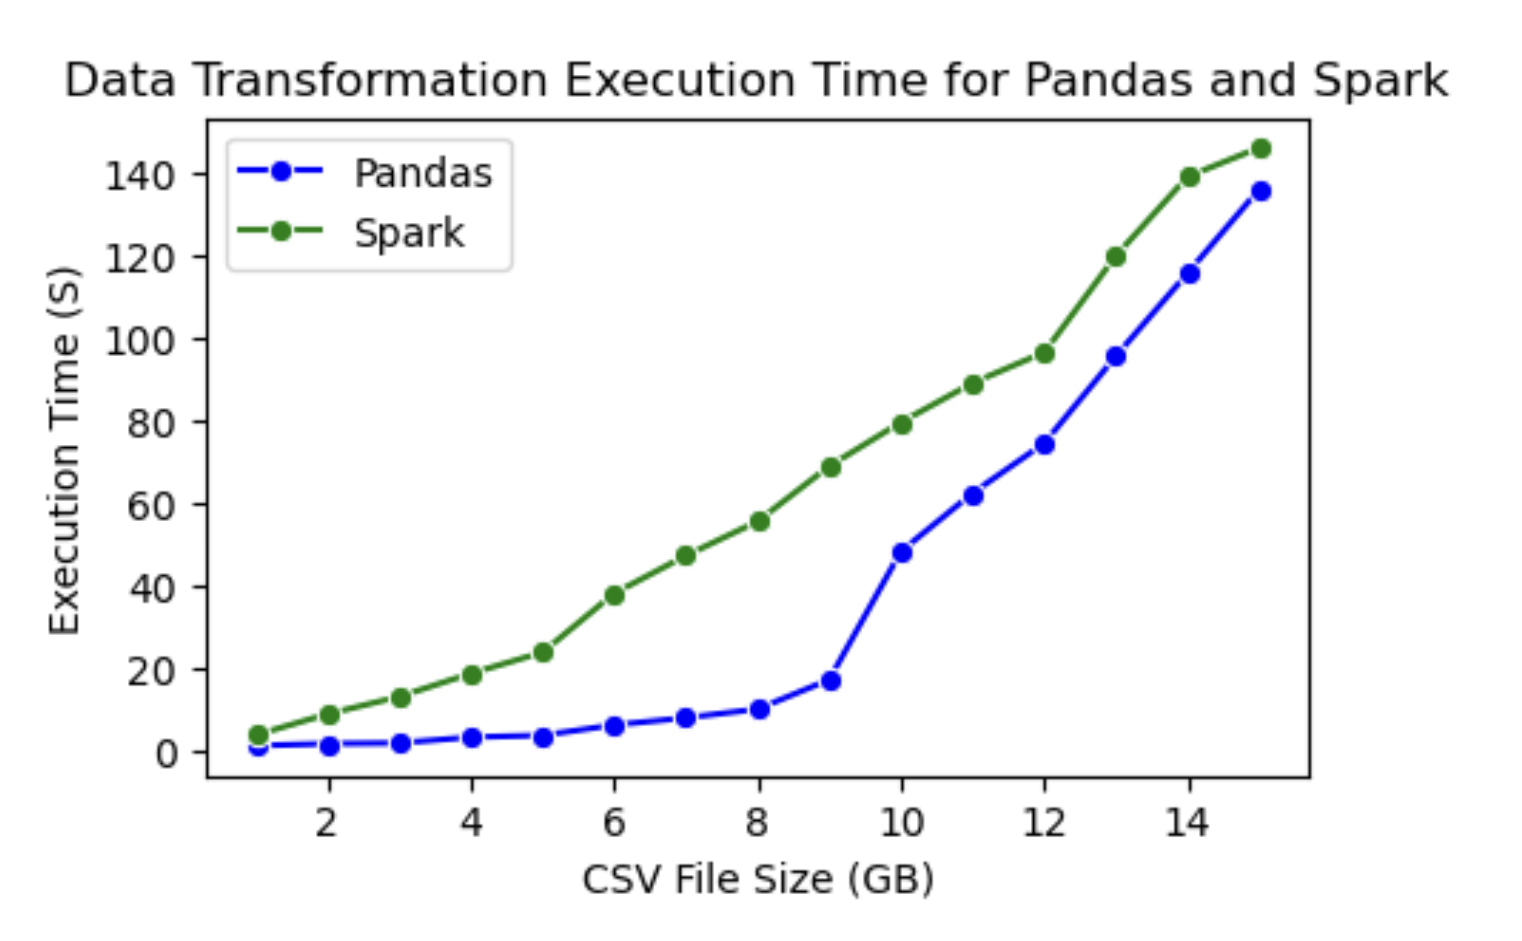 Data Transformation Execution Time for Pandas and Spark
Pandas
Spark
Execution Time (S)
140
120
100
80
60
40
20
0
2 4 6 8 10 12 14
CSV File Size (GB)